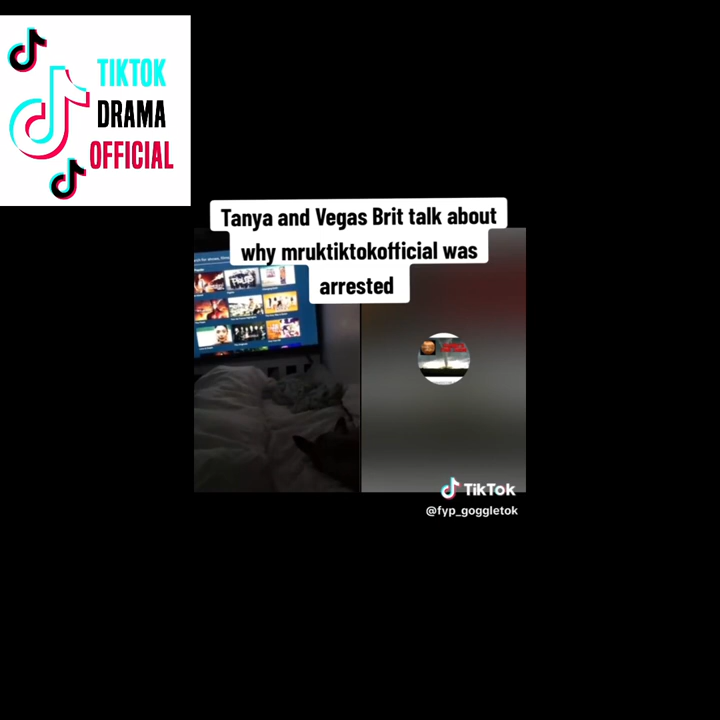 TIKTOK
DRAMA
OFFICIAL
Tanya and Vegas Brit talk about
why mruktiktokofficial was
arrested
TikTok
@fyp_goggletok